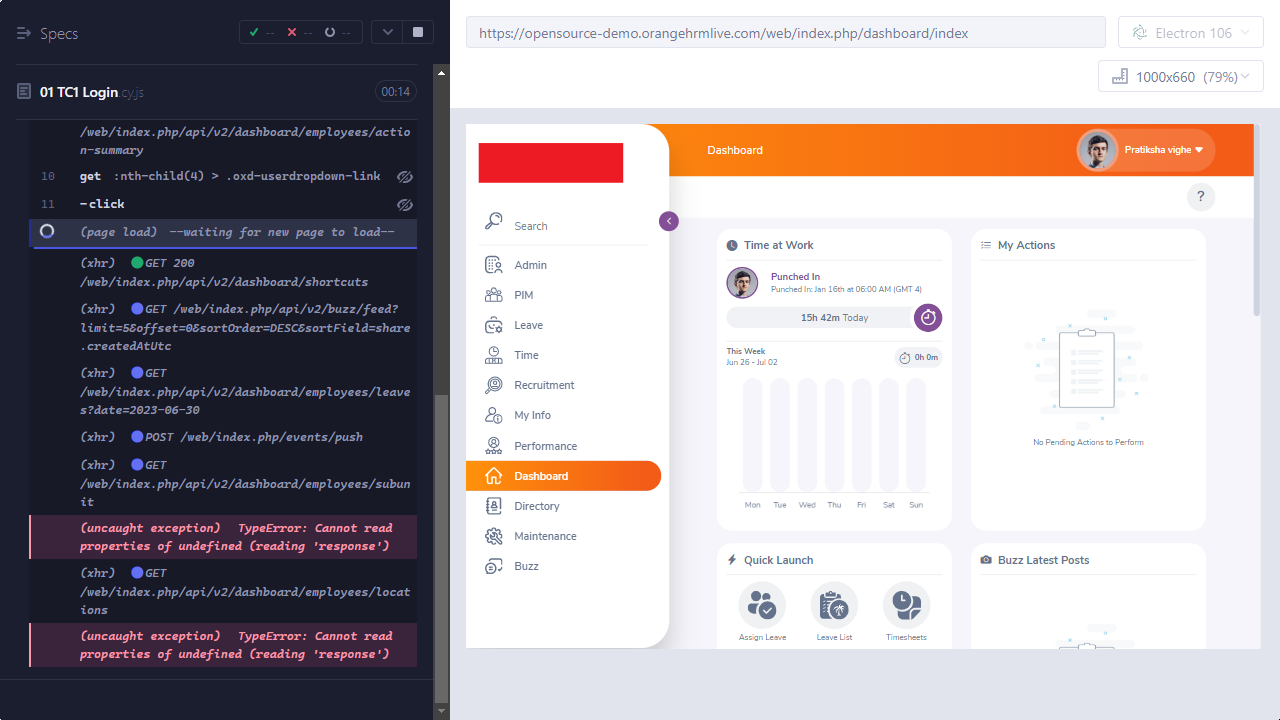 Specs
-- -- --
01 TC1 Login.cy.js
00:14
/web/index.php/api/v2/dashboard/employees/actio
n-summary
10 get :nth-child(4) > .oxd-userdropdown-link
11 -click
(page load) --waiting for new page to load--
(xhr) GET 200
/web/index.php/api/v2/dashboard/shortcuts
(xhr) GET /web/index.php/api/v2/buzz/feed?
limit=5&offset=0&sortOrder=DESC&sortField=share
.createdAtUtc
(xhr) GET
/web/index.php/api/v2/dashboard/employees/leave
s?date=2023-06-30
(xhr) POST /web/index.php/events/push
(xhr) GET
/web/index.php/api/v2/dashboard/employees/subun
it
(uncaught exception) TypeError: Cannot read
properties of undefined (reading 'response')
(xhr) GET
/web/index.php/api/v2/dashboard/employees/locat
ions
(uncaught exception) TypeError: Cannot read
properties of undefined (reading 'response')
https://opensource-demo.orangehrmlive.com/web/index.php/dashboard/index
Electron 106
1000x660 (79%)
Search
Admin
PIM
Leave
Time
Recruitment
My Info
Performance
Dashboard
Directory
Maintenance
Buzz
Dashboard
Pratiksha vighe
?
Time at Work
Punched In
Punched In: Jan 16th at 06:00 AM (GMT 4)
15h 42m Today
This Week
Jun 26 - Jul 02
0h 0m
Mon Tue Wed Thu Fri Sat Sun
My Actions
No Pending Actions to Perform
Quick Launch
Assign Leave Leave List Timesheets
Buzz Latest Posts